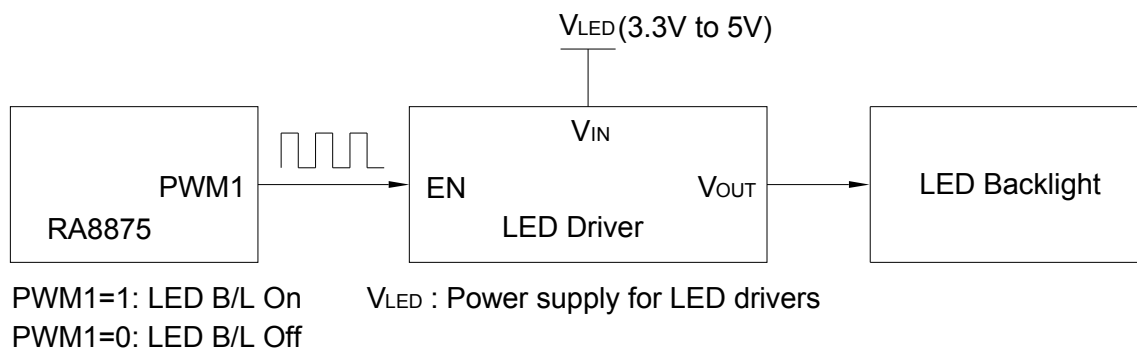 VLED (3.3V to 5V)
VIN
PWM1
EN
VOUT
LED Backlight
RA8875
LED Driver
PWM1=1: LED B/L On
VLED : Power supply for LED drivers
PWM1=0: LED B/L Off